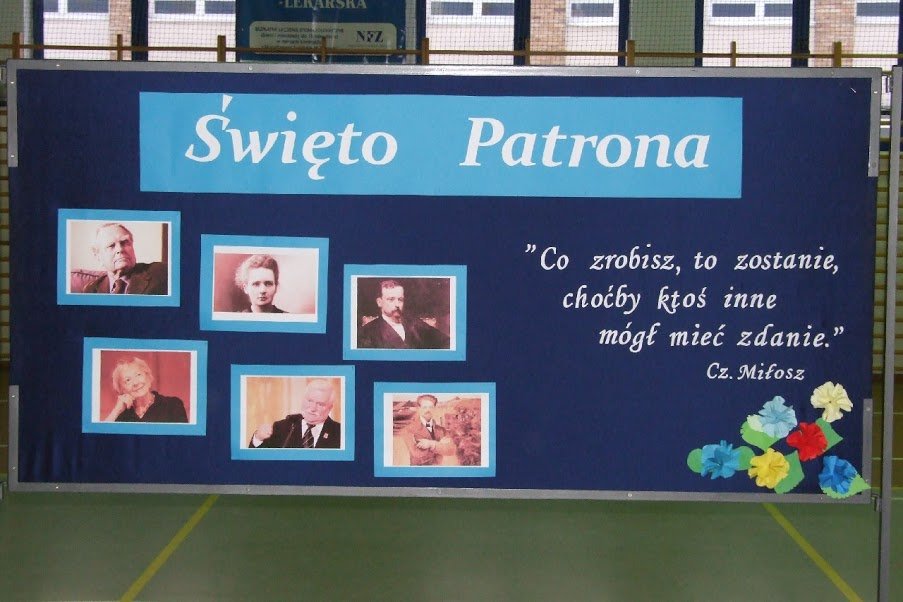 -LEKARSKA
NFZ
Święto Patrona
"Co zrobisz, to zostanie,
choćby ktoś inne
mógł mieć zdanie."
Cz. Miłosz